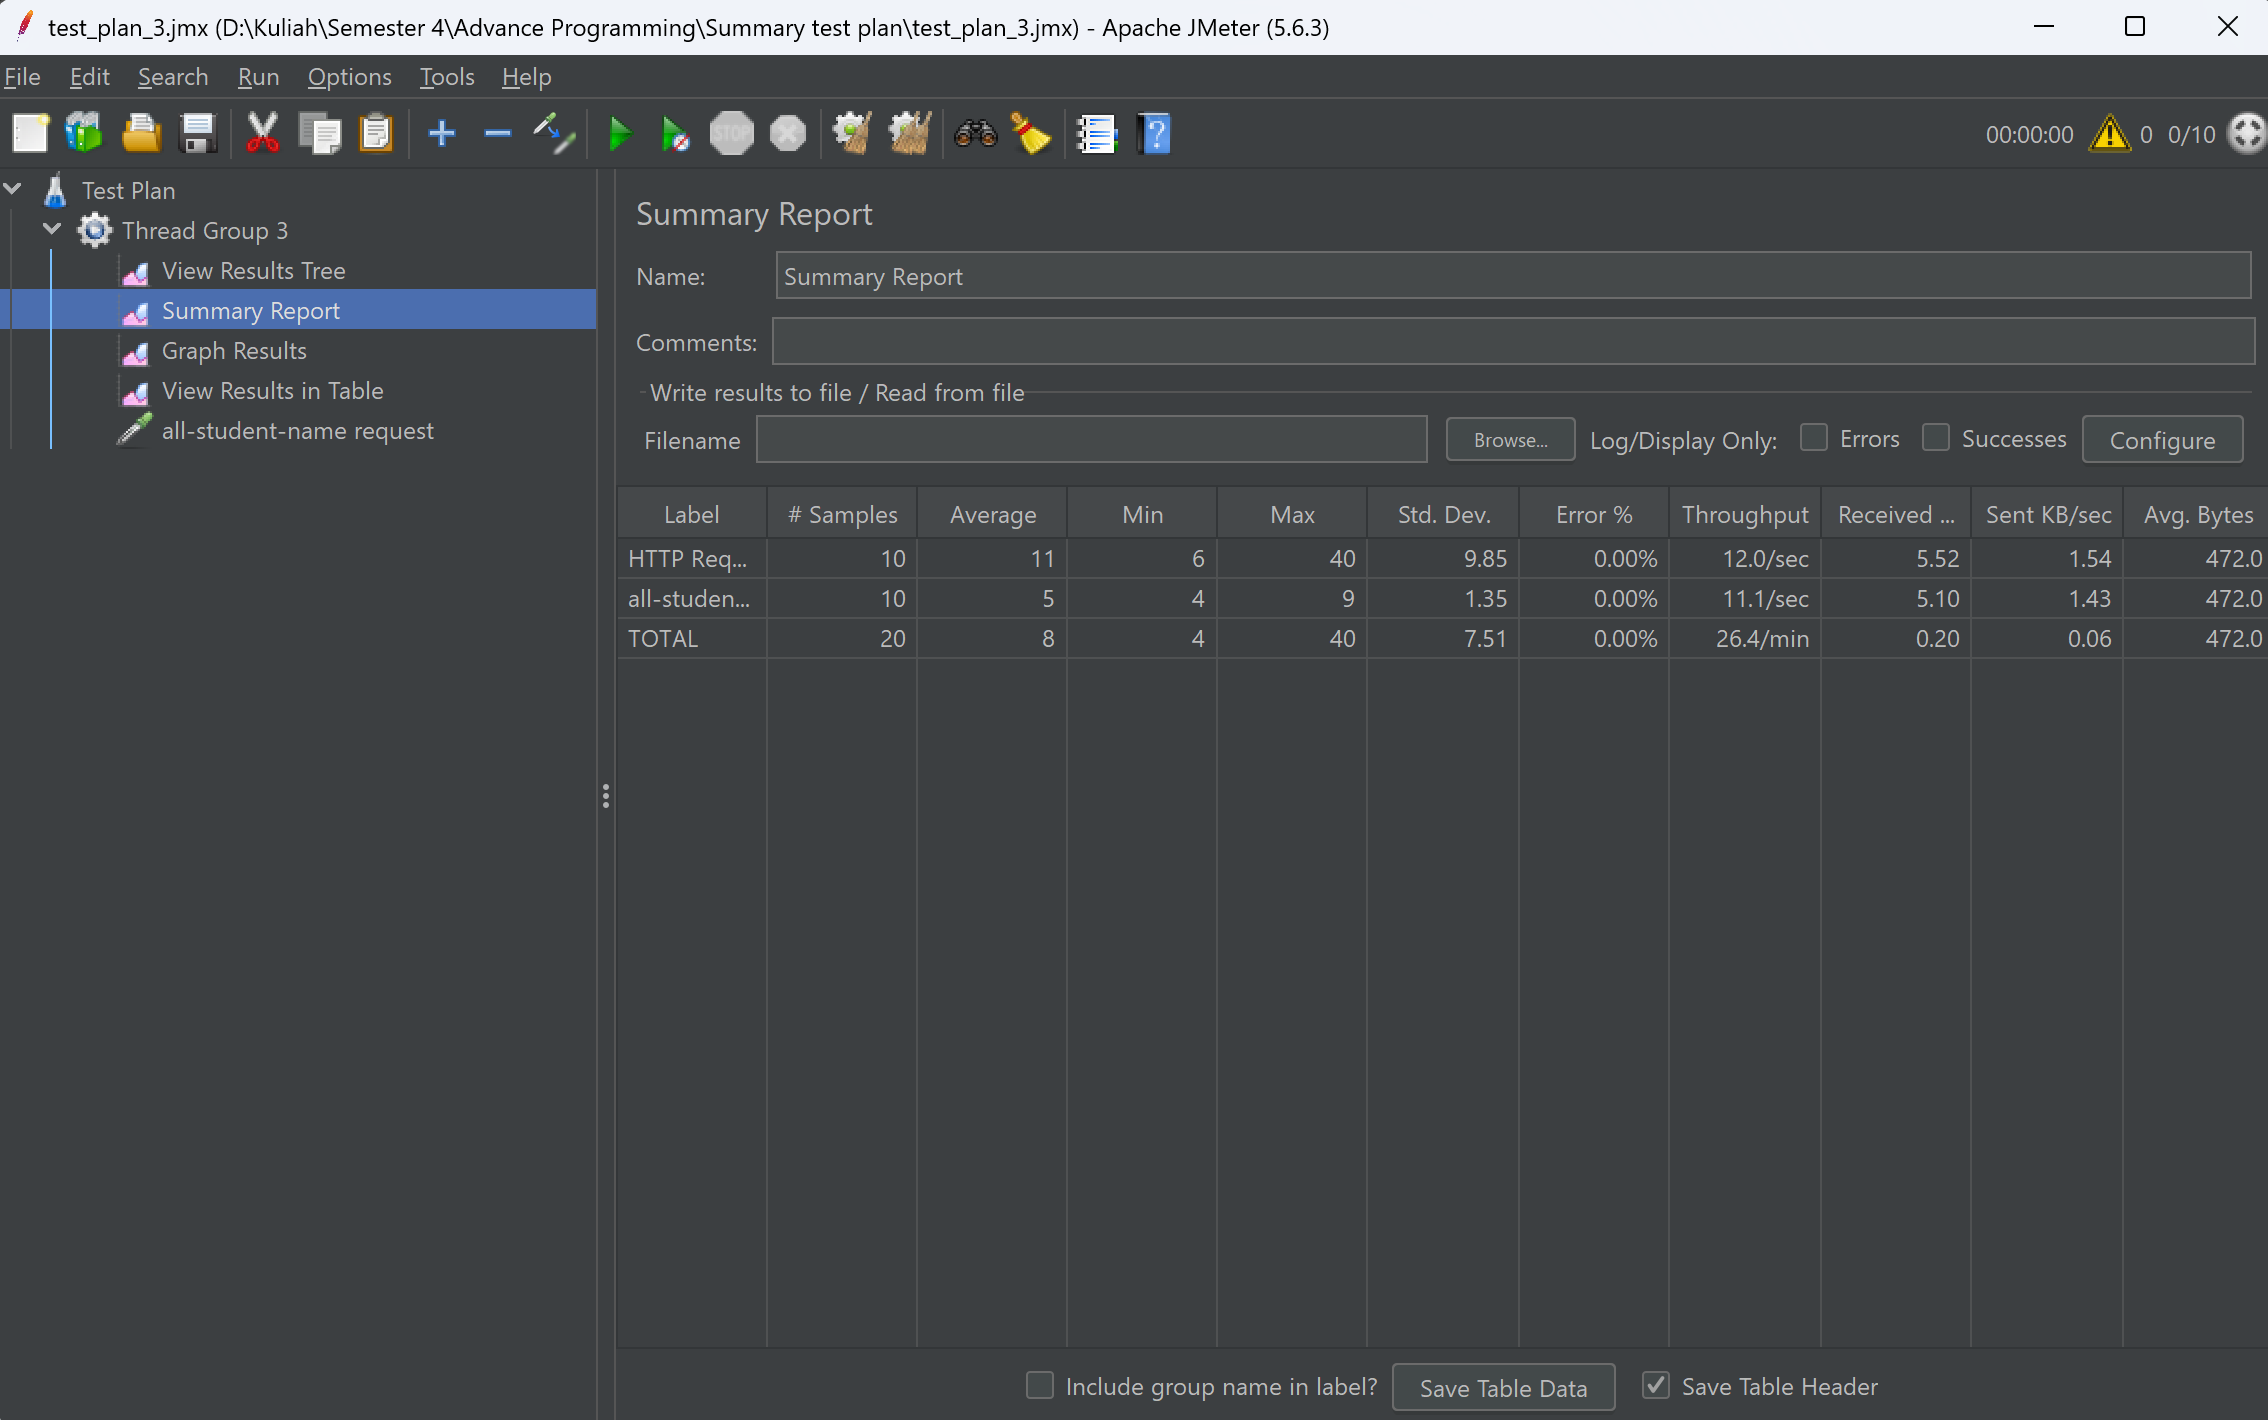 test_plan_3.jmx (D:\Kuliah\Semester 4\Advance Programming\Summary test plan\test_plan_3.jmx) - Apache JMeter (5.6.3)
File Edit Search Run Options Tools Help
STOP ? 00:00:00 0 0/10
Test Plan
Thread Group 3
View Results Tree
Summary Report
Graph Results
View Results in Table
all-student-name request
Summary Report
Name: Summary Report
Comments:
Write results to file / Read from file
Filename Browse... Log/Display Only: Errors Successes Configure
Label # Samples Average Min Max Std. Dev. Error % Throughput Received ... Sent KB/sec Avg. Bytes
HTTP Req... 10 11 6 40 9.85 0.00% 12.0/sec 5.52 1.54 472.0
all-studen... 10 5 4 9 1.35 0.00% 11.1/sec 5.10 1.43 472.0
TOTAL 20 8 4 40 7.51 0.00% 26.4/min 0.20 0.06 472.0
Include group name in label? Save Table Data Save Table Header